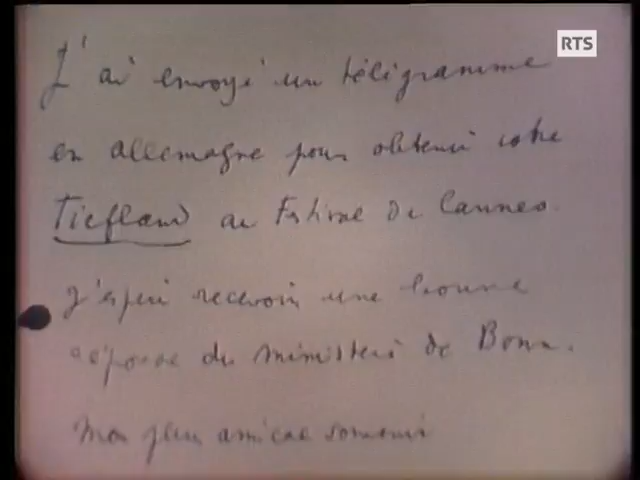 RTS
J'ai envoyé un télégramme
en allemagne pour obtenir votre
Tiefland au Festival de Cannes.
J'espère recevoir une bonne
réponse du ministère de Bonn.
Mon plus amical souvenir